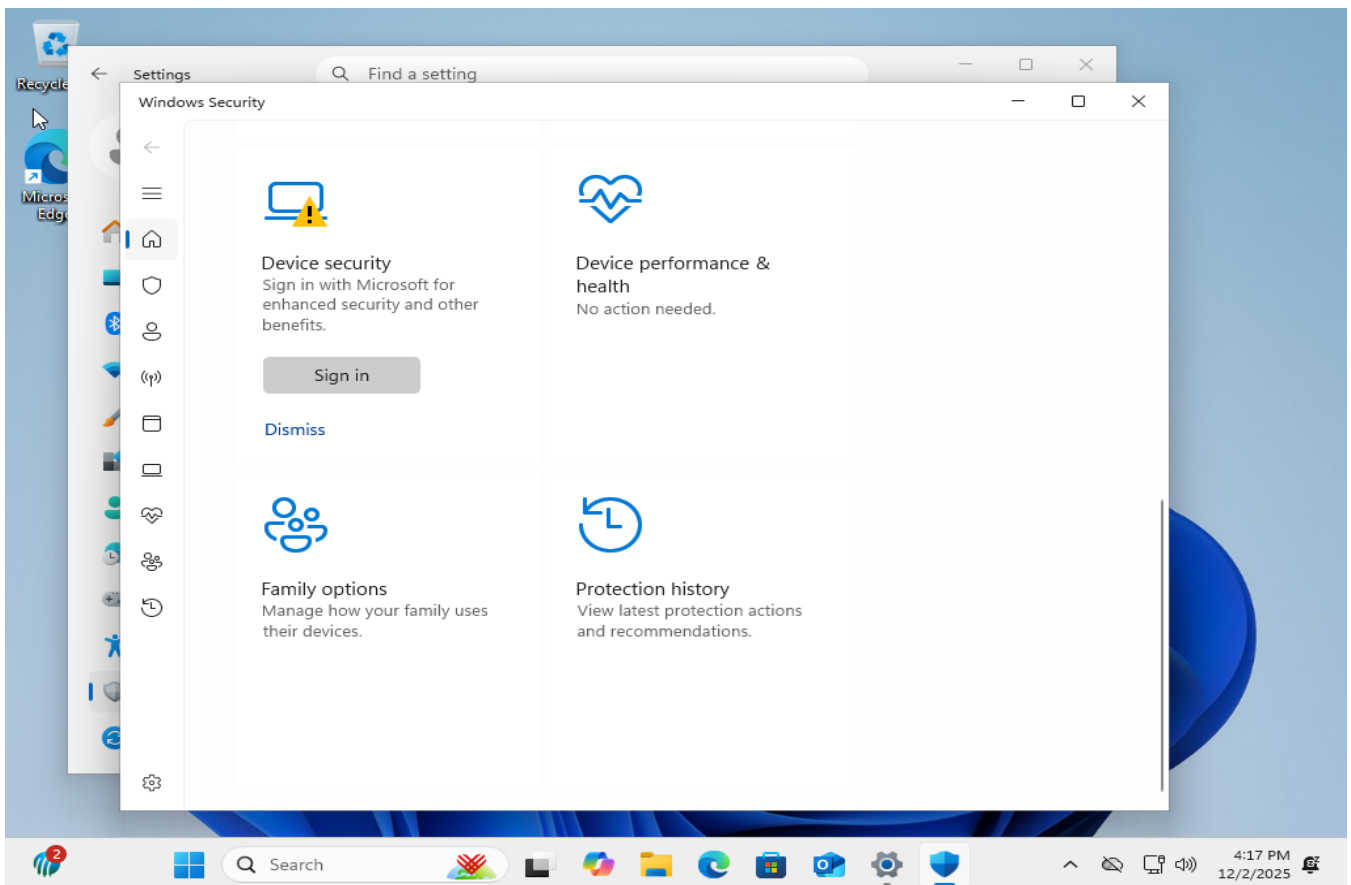 Recycle
Settings
Find a setting
Windows Security
Micros
Edge
Device security
Sign in with Microsoft for
enhanced security and other
benefits.
Sign in
Dismiss
Device performance &
health
No action needed.
Family options
Manage how your family uses
their devices.
Protection history
View latest protection actions
and recommendations.
2
Search
4:17 PM
12/2/2025